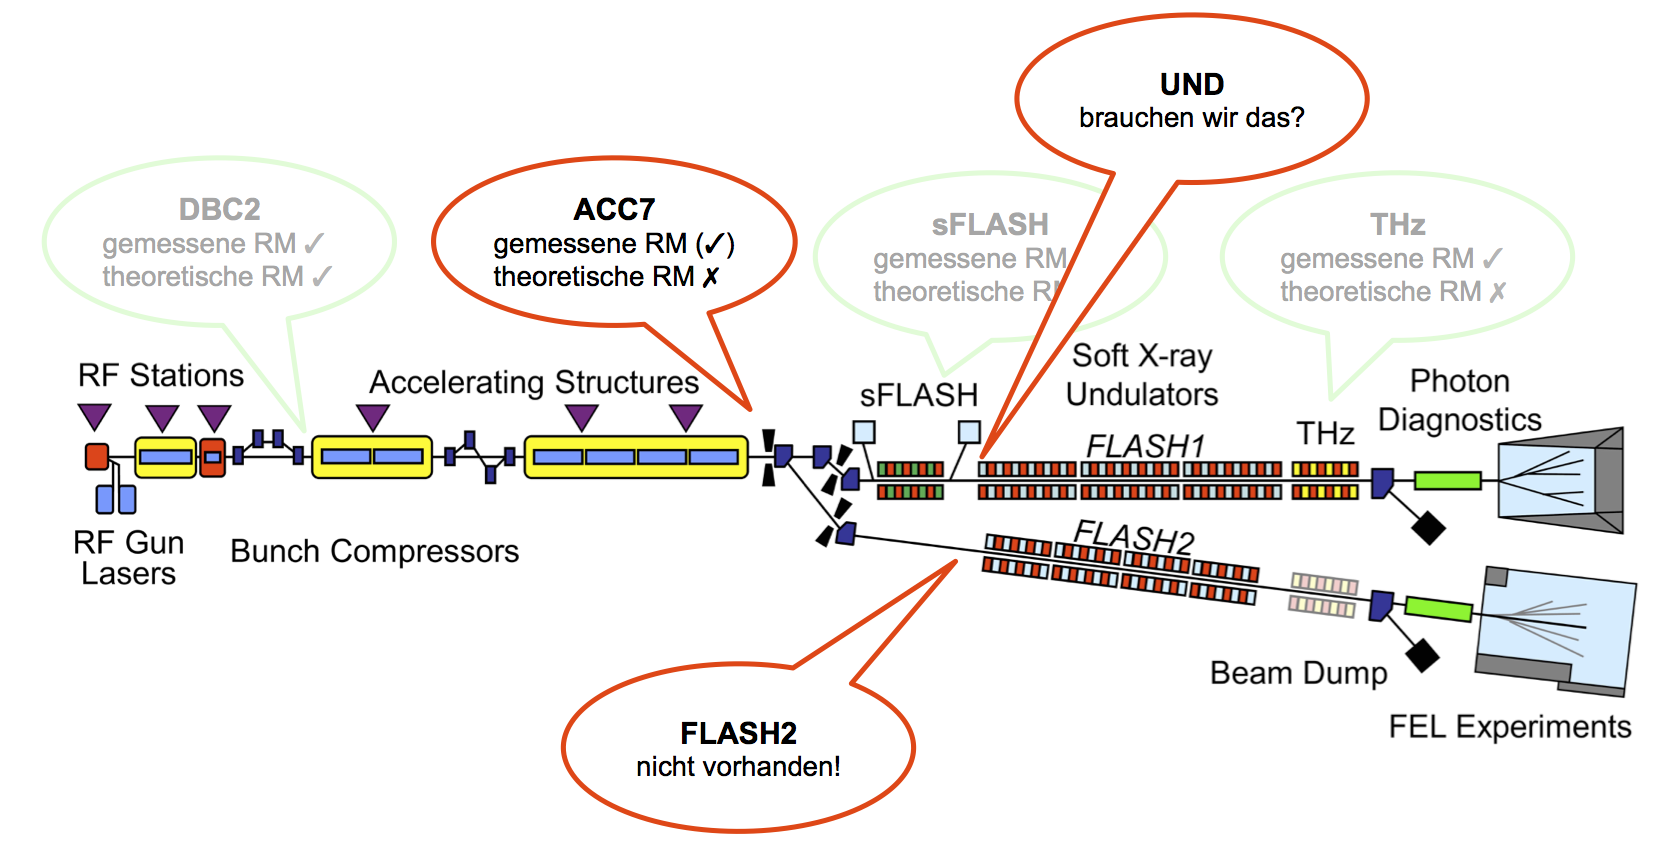 UND
brauchen wir das?
DBC2
gemessene RM ✓
theoretische RM ✓
ACC7
gemessene RM (✓)
theoretische RM ✗
sFLASH
gemessene RM
theoretische
THz
gemessene RM ✓
theoretische RM ✗
RF Stations
Accelerating Structures
sFLASH
Soft X-ray
Undulators
Photon
Diagnostics
FLASH1
THz
RF Gun
Lasers
Bunch Compressors
FLASH2
Beam Dump
FEL Experiments
FLASH2
nicht vorhanden!